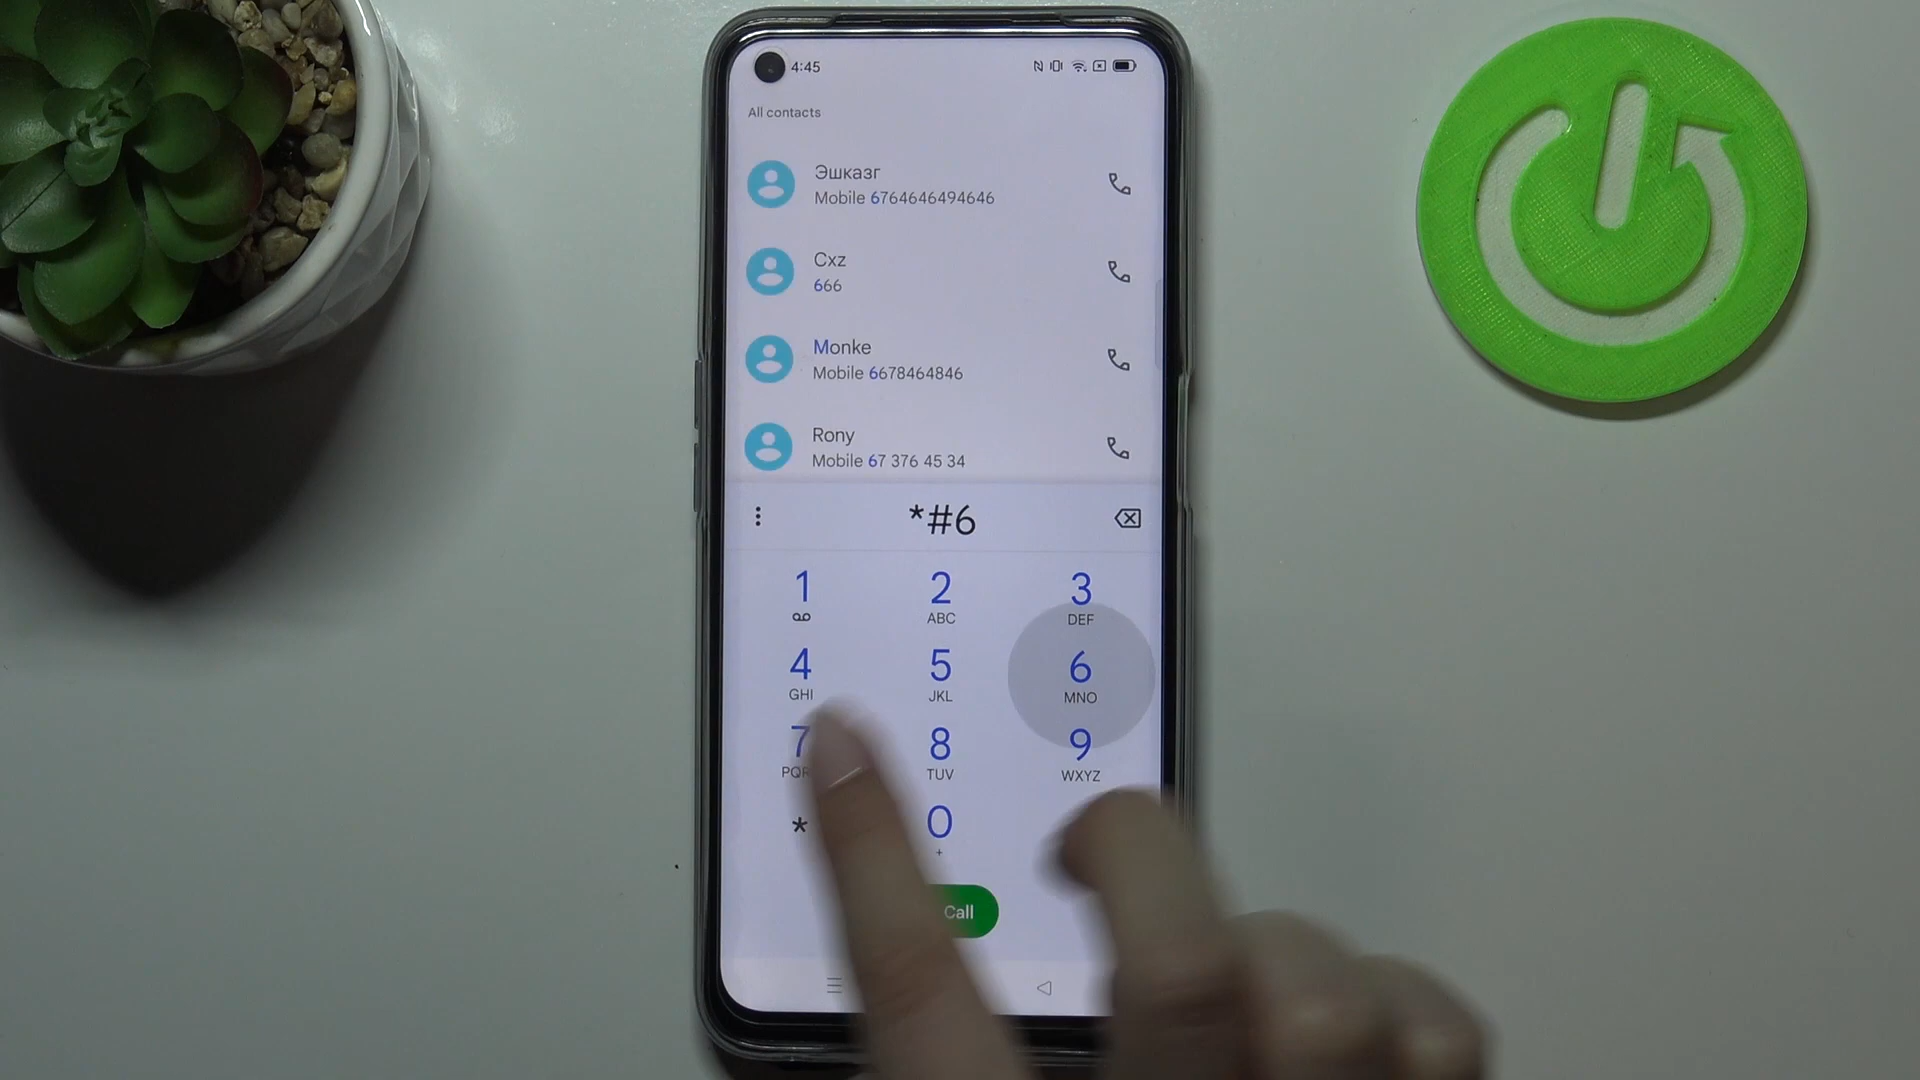 4:45
All contacts
Эшказг
Mobile 6764646494646
Cxz
666
Monke
Mobile 6678464846
Rony
Mobile 67 376 45 34
*#6
1 2 3
ABC DEF
4 5 6
GHI JKL MNO
7 8 9
TUV WXYZ
* 0
+
Call